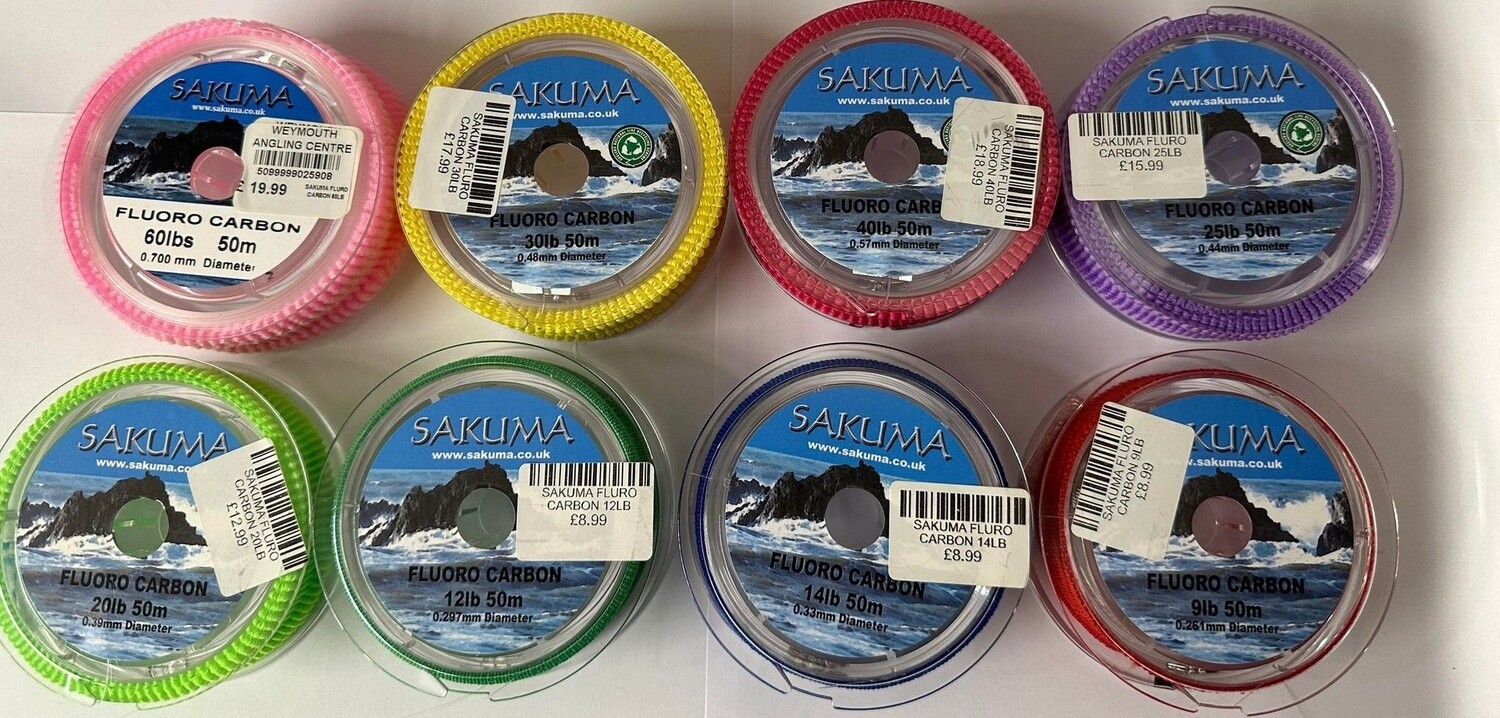 SAKUMA
www.sakuma.co.uk
WEYMOUTH
ANGLING CENTRE
5099999025908
£ 19.99
SAKUMA FLURO
FLUORO CARBON
60lbs 50m
0.700 mm Diameter
SAKUMA
www.sakuma.co.uk
SAKUMA FLURO
CARBON 30LB
£17.99
FLUORO CARBON
30lb 50m
0.48mm Diameter
SAKUMA
www.sakuma.co.uk
SAKUMA FLURO
CARBON 40LB
£18.99
FLUORO CARB
40lb 50m
0.57mm Diameter
SAKUMA
www.sakuma.co.uk
SAKUMA FLURO
CARBON 25LB
£15.99
FLUORO CARBON
25lb 50m
0.44mm Diameter
SAKUMA
www.sakuma.co
SAKUMA FLURO
CARBON 20LB
£12.99
FLUORO CARBON
20lb 50m
0.39mm Diameter
SAKUMA
www.sakuma.co.uk
SAKUMA FLURO
CARBON 12LB
£8.99
FLUORO CARBON
12lb 50m
0.297mm Diameter
SAKUMA
www.sakuma.co.uk
SAKUMA FLURO
CARBON 14LB
£8.99
FLUORO CARBON
14lb 50m
0.33mm Diameter
KUMA
w.sakuma.co.uk
SAKUMA FLURO
CARBON 9LB
£8.99
FLUORO CARBON
9lb 50m
0.261mm Diameter